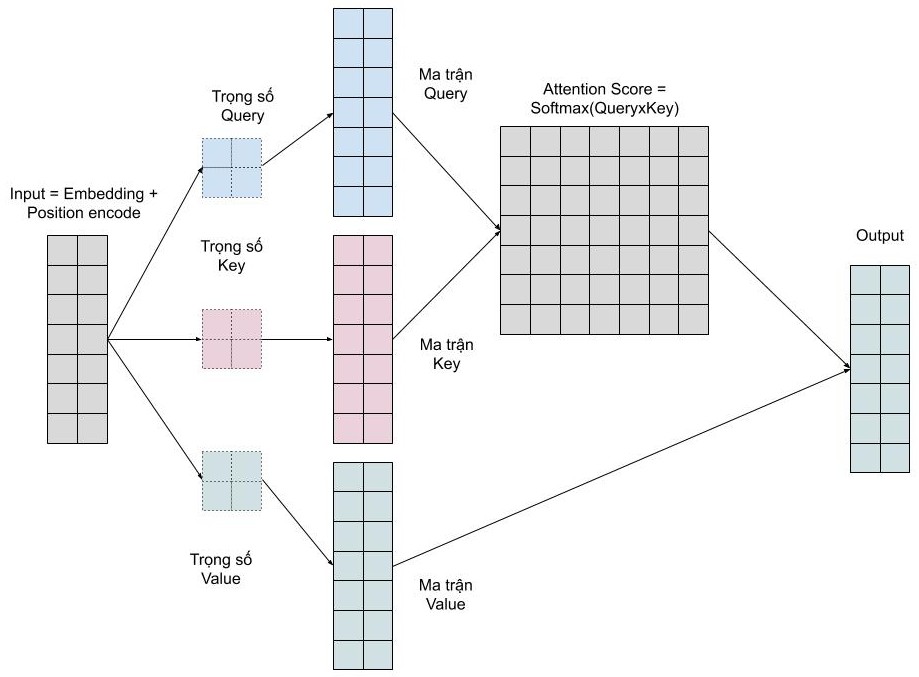 Trọng số
Query
Ma trận
Query
Attention Score =
Softmax(QueryxKey)
Input = Embedding +
Position encode
Trọng số
Key
Output
Ma trận
Key
Trọng số
Value
Ma trận
Value